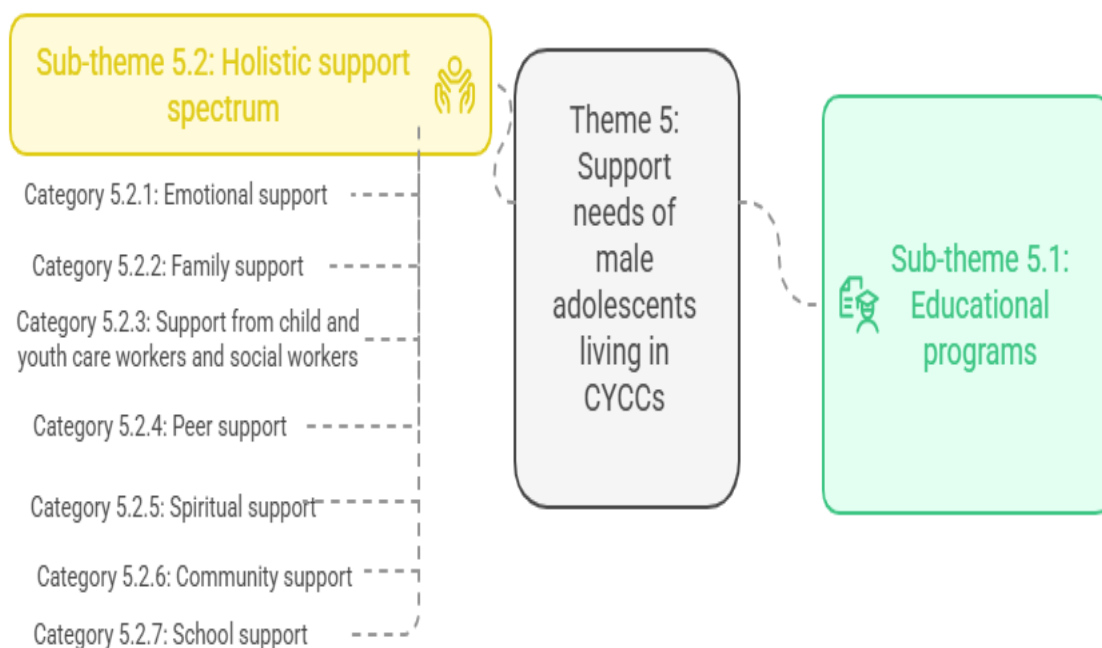 Sub-theme 5.2: Holistic support
spectrum
Category 5.2.1: Emotional support
Category 5.2.2: Family support
Category 5.2.3: Support from child and
youth care workers and social workers
Category 5.2.4: Peer support
Category 5.2.5: Spiritual support
Category 5.2.6: Community support
Category 5.2.7: School support
Theme 5:
Support
needs of
male
adolescents
living in
CYCCs
Sub-theme 5.1:
Educational
programs